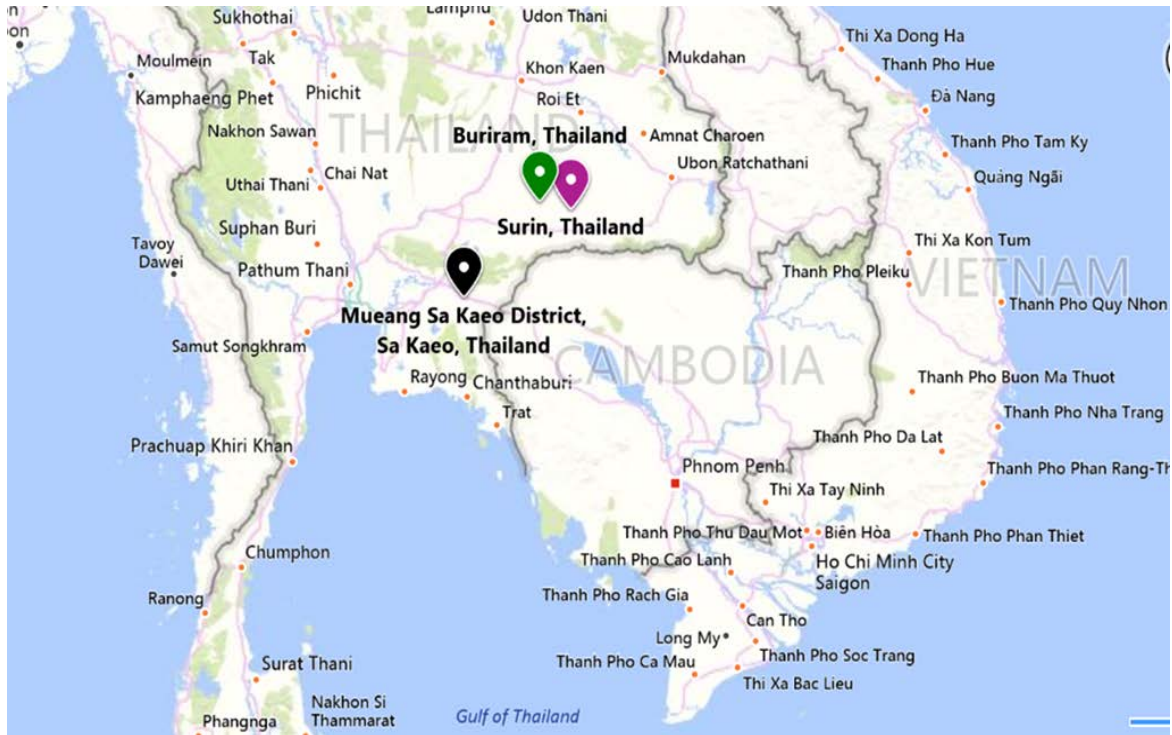 Sukhothai
Lamphu
Udon Thani
Thi Xa Dong Ha
Moulmein
Tak
Khon Kaen
Mukdahan
Thanh Pho Hue
Kamphaeng Phet
Phichit
Roi Et
Đà Nang
THAILAND
Nakhon Sawan
Buriram, Thailand
Amnat Charoen
Thanh Pho Tam Ky
Uthai Thani
Chai Nat
Ubon Ratchathani
Quảng Ngãi
Suphan Buri
Surin, Thailand
Tavoy
Dawei
Pathum Thani
Thi Xa Kon Tum
Thanh Pho Pleiku
VIETNAM
Thanh Pho Quy Nhon
Mueang Sa Kaeo District,
Sa Kaeo, Thailand
Samut Songkhram
CAMBODIA
Rayong
Chanthaburi
Trat
Thanh Pho Buon Ma Thuot
Thanh Pho Nha Trang
Prachuap Khiri Khan
Thanh Pho Da Lat
Phnom Penh
Thanh Pho Phan Rang-Th
Thi Xa Tay Ninh
Thanh Pho Thu Dau Mot
Biên Hòa
Thanh Pho Phan Thiet
Chumphon
Thanh Pho Cao Lanh
Ho Chi Minh City
Saigon
Ranong
Thanh Pho Rach Gia
Can Tho
Long My
Surat Thani
Thanh Pho Ca Mau
Thanh Pho Soc Trang
Thi Xa Bac Lieu
Nakhon Si
Thammarat
Phangnga
Gulf of Thailand